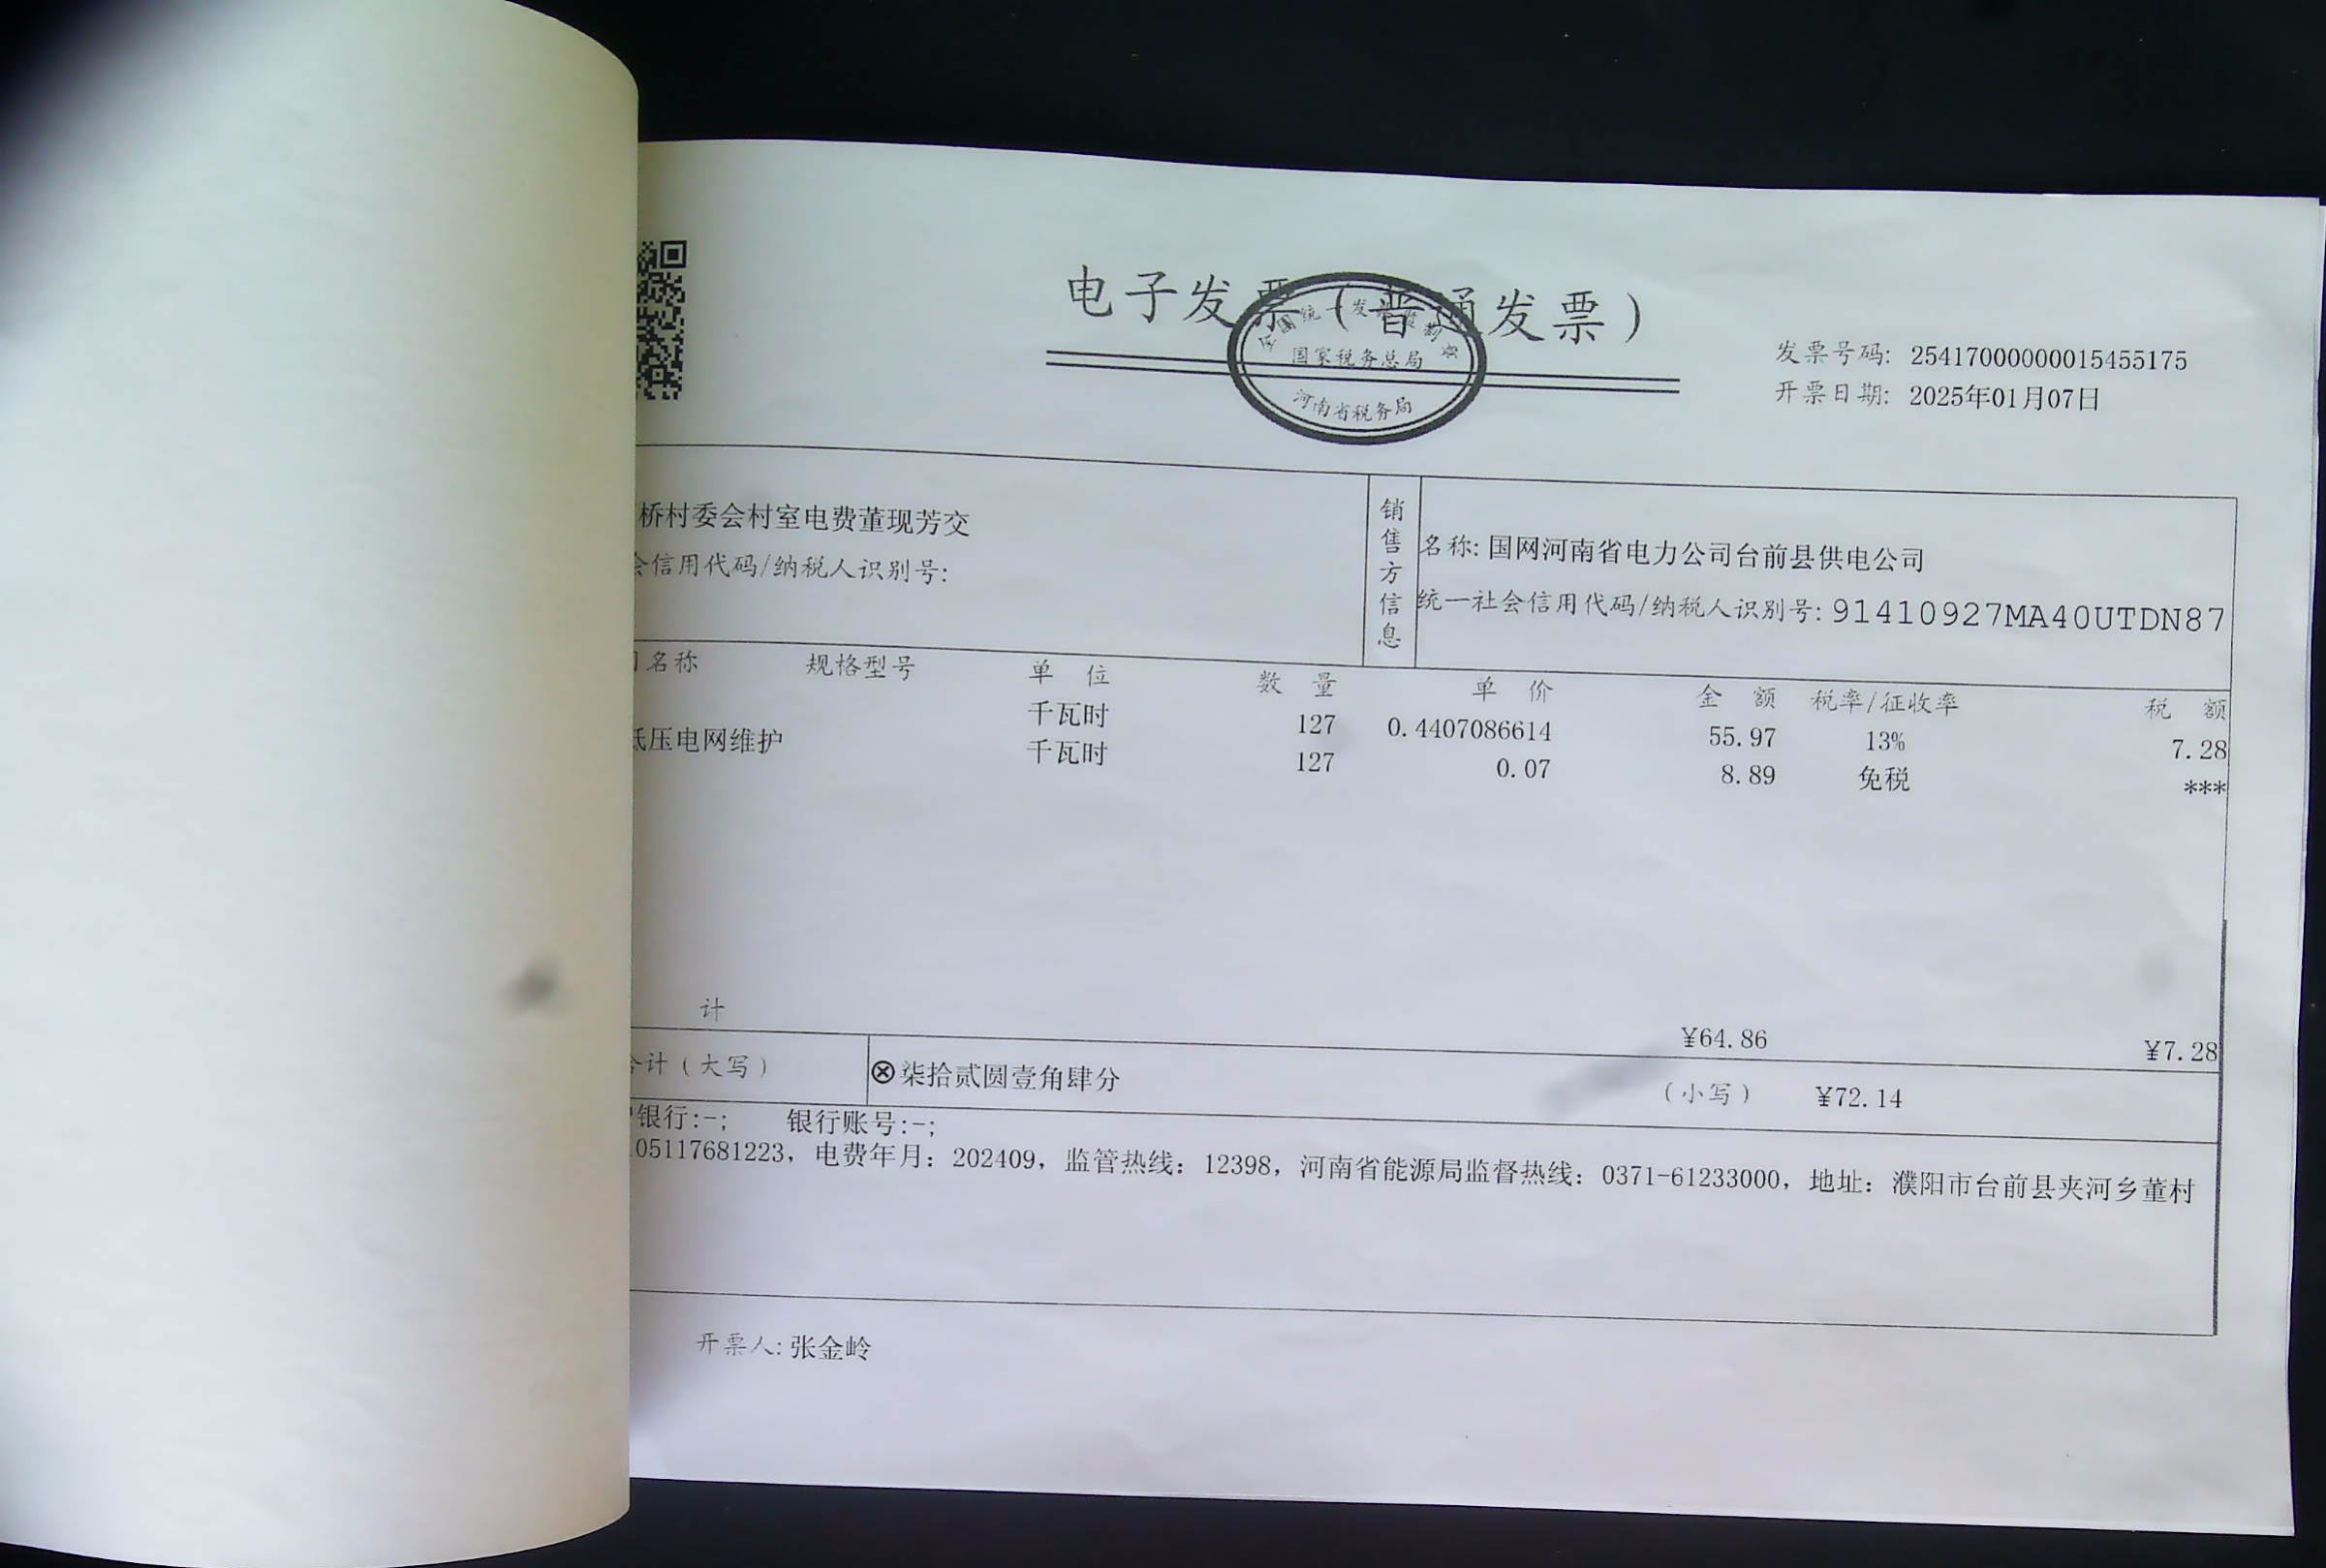 电子发票（普通发票）
全国统一发票监制章
国家税务总局
河南省税务局
发票号码: 25417000000015455175
开票日期: 2025年01月07日
桥村委会村室电费董现芳交
会信用代码/纳税人识别号:
销售方信息
名称: 国网河南省电力公司台前县供电公司
统一社会信用代码/纳税人识别号: 91410927MA40UTDN87
名称 规格型号 单 位 数 量 单 价 金 额 税率/征收率 税 额
千瓦时 127 0.4407086614 55.97 13% 7.28
低压电网维护 千瓦时 127 0.07 8.89 免税 ***
计 ¥64.86 ¥7.28
合计（大写） ⊗柒拾贰圆壹角肆分 （小写） ¥72.14
银行:-; 银行账号:-;
05117681223, 电费年月: 202409, 监管热线: 12398, 河南省能源局监督热线: 0371-61233000, 地址: 濮阳市台前县夹河乡董村
开票人: 张金岭